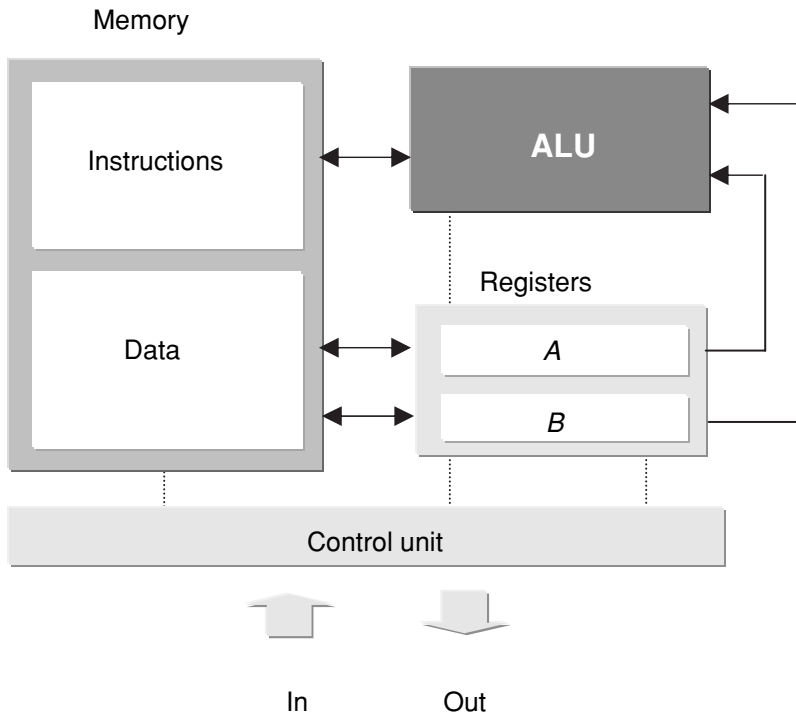 Memory
Instructions
ALU
Registers
Data
A
B
Control unit
In Out